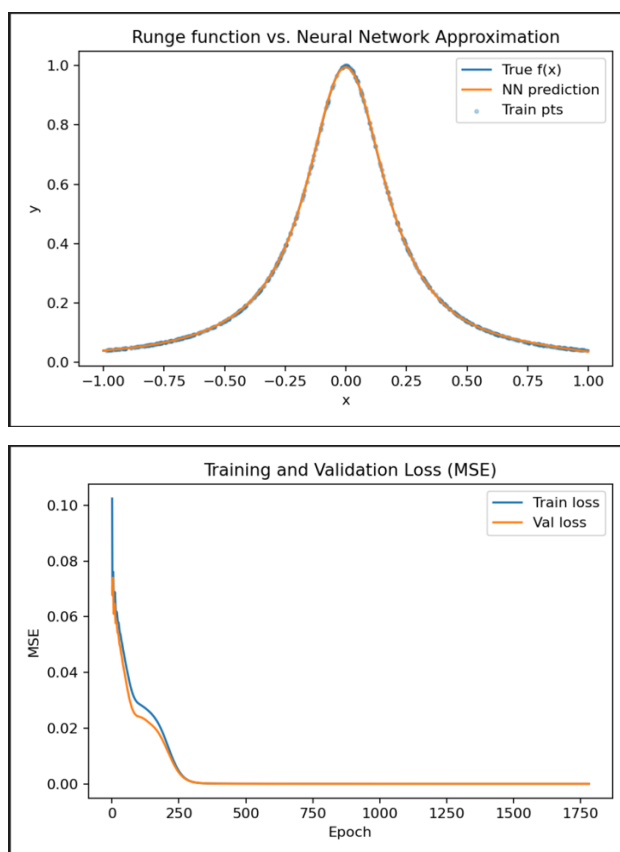 Runge function vs. Neural Network Approximation
True f(x)
NN prediction
Train pts
y
1.0
0.8
0.6
0.4
0.2
0.0
−1.00 −0.75 −0.50 −0.25 0.00 0.25 0.50 0.75 1.00
x
Training and Validation Loss (MSE)
Train loss
Val loss
MSE
0.10
0.08
0.06
0.04
0.02
0.00
0 250 500 750 1000 1250 1500 1750
Epoch